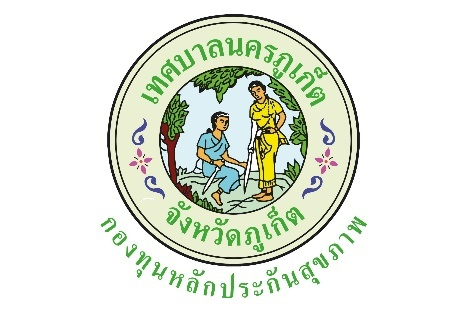 เทศบาลนครภูเก็ต
จังหวัดภูเก็ต
กองทุนหลักประกันสุขภาพ